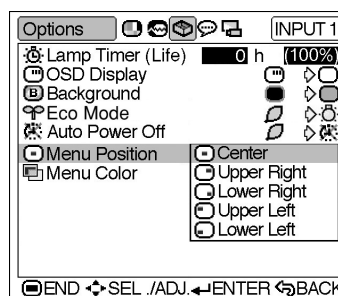 Options INPUT 1
Lamp Timer (Life) 0 h (100%)
OSD Display
B Background
Eco Mode
Auto Power Off
Menu Position Center
Menu Color Upper Right
Lower Right
Upper Left
Lower Left
END SEL ./ADJ. ENTER BACK